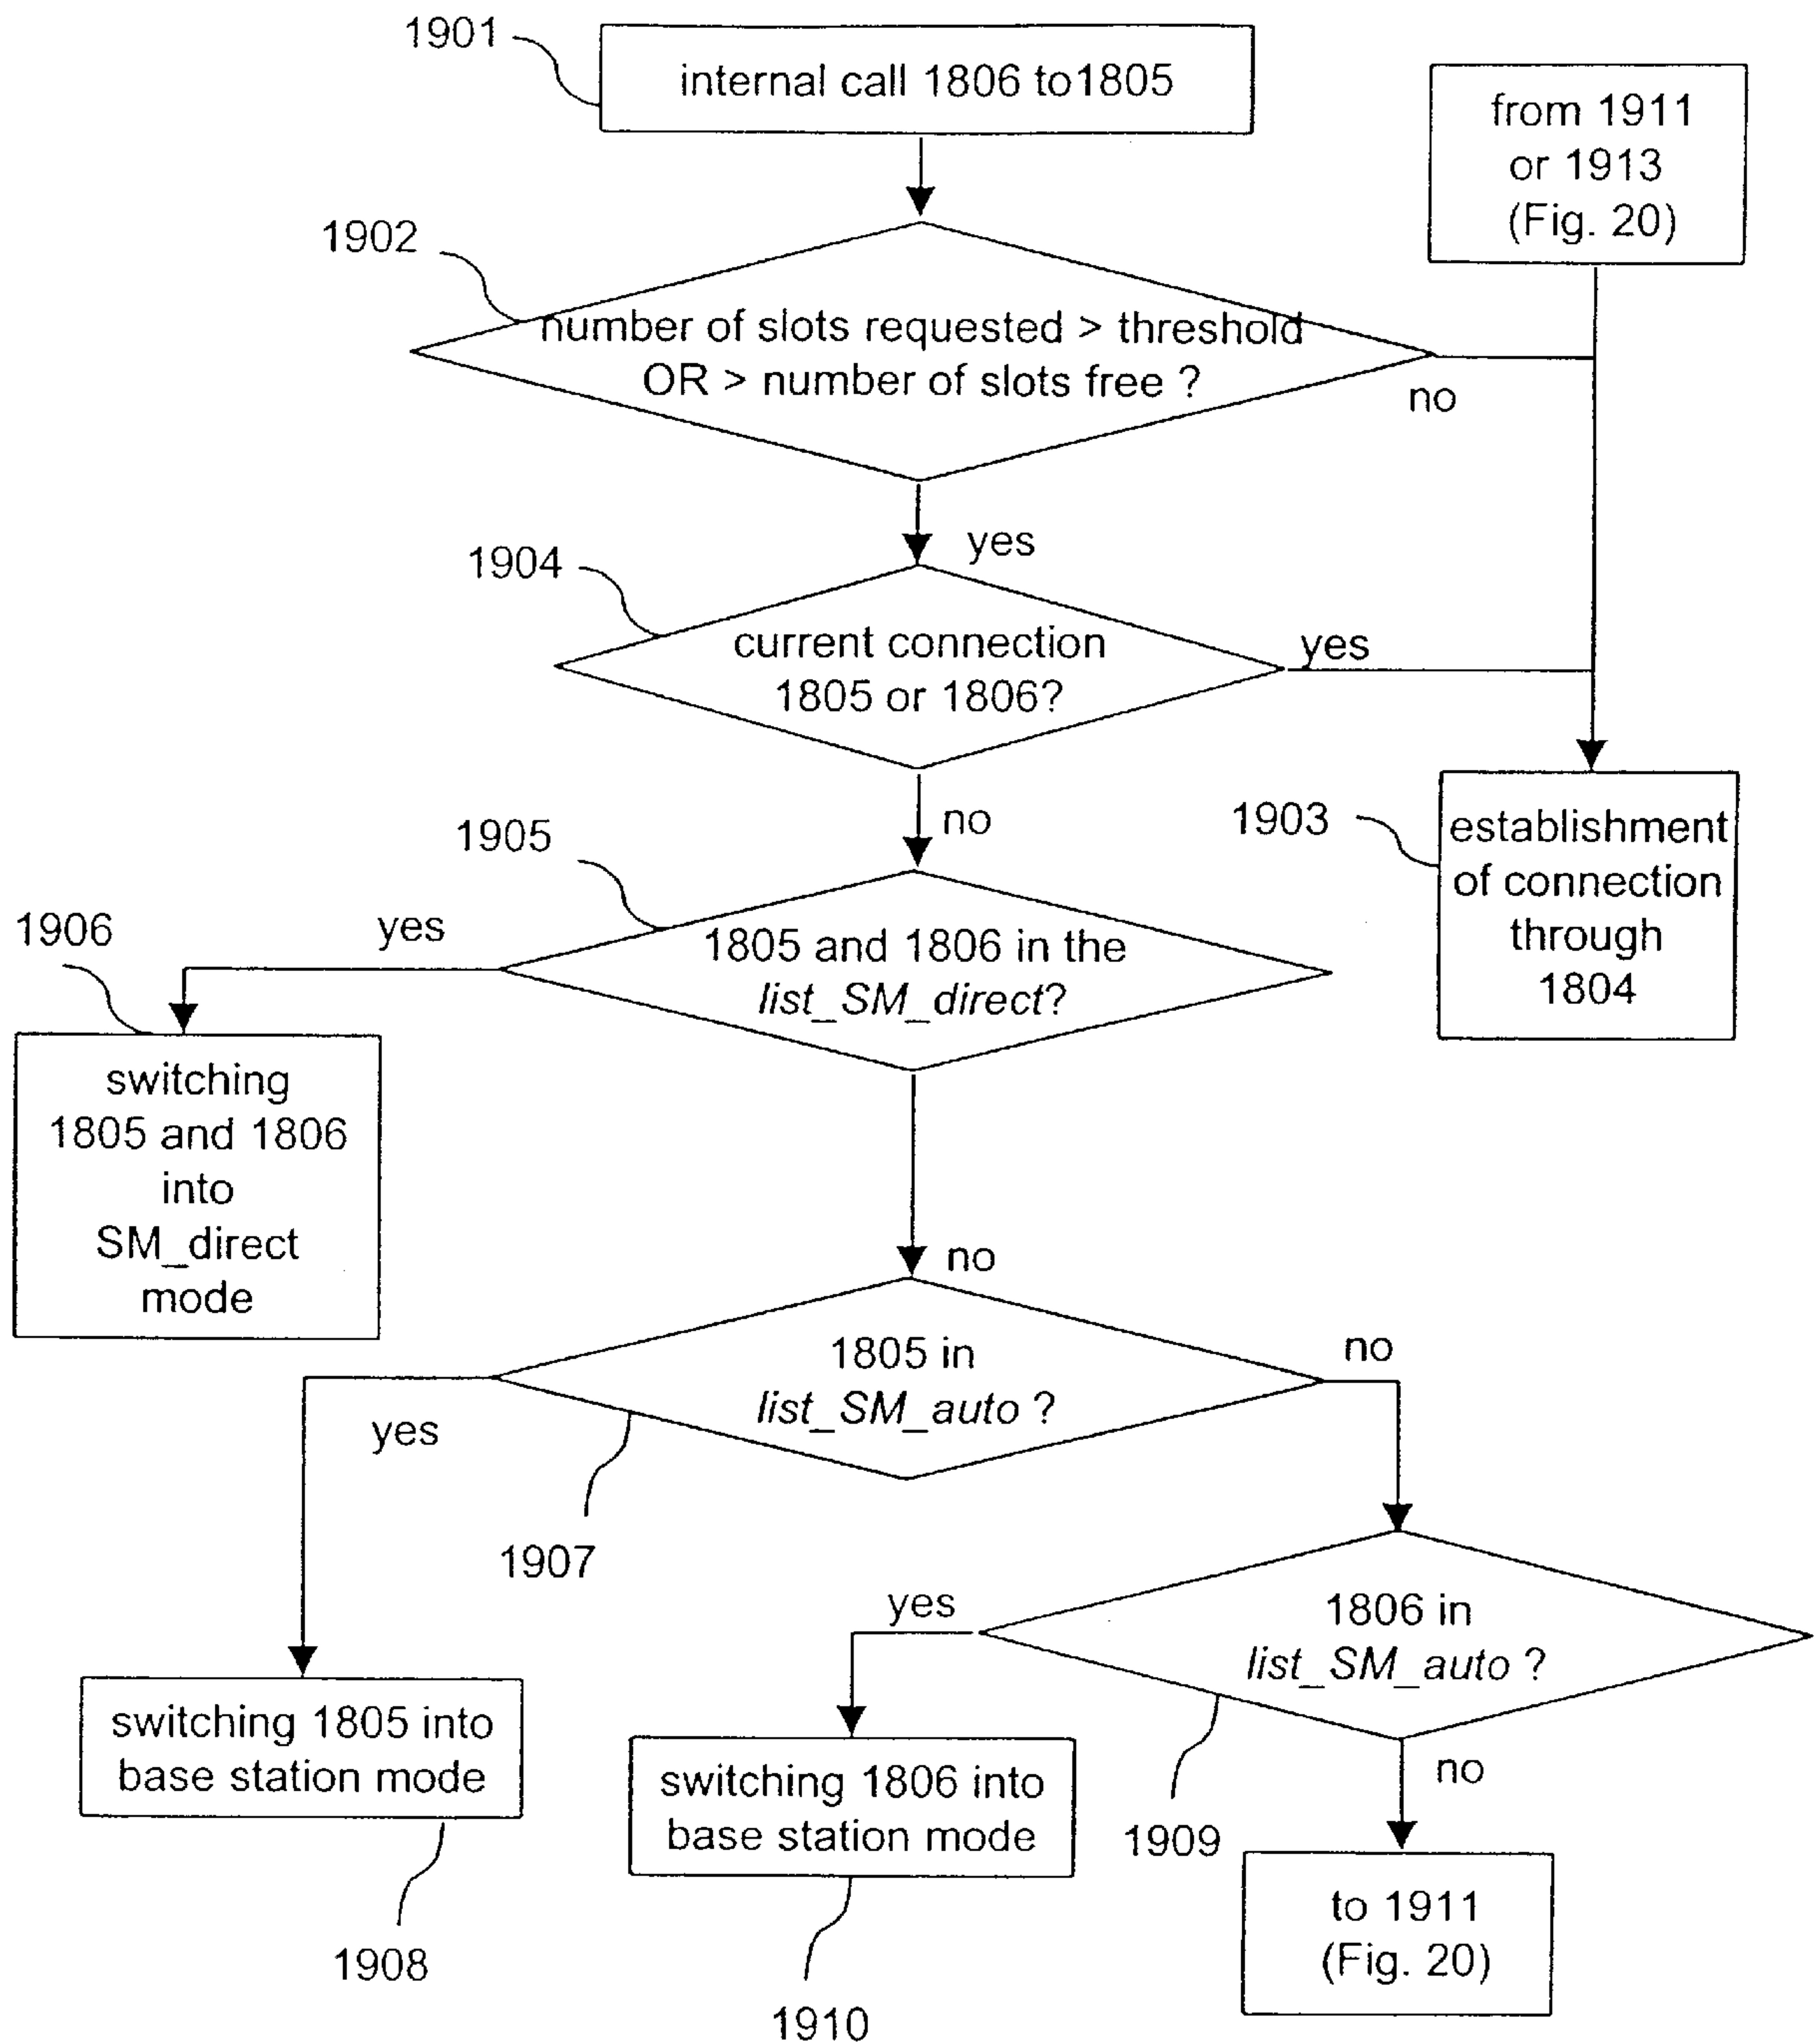 1901
internal call 1806 to1805
from 1911
or 1913
(Fig. 20)
1902
number of slots requested > threshold
OR > number of slots free ?
no
yes
1904
current connection
1805 or 1806?
yes
no
1903
establishment
of connection
through
1804
1905
1805 and 1806 in the
list_SM_direct?
yes
1906
switching
1805 and 1806
into
SM_direct
mode
no
1805 in
list_SM_auto ?
no
yes
1907
1806 in
list_SM_auto ?
yes
switching 1805 into
base station mode
switching 1806 into
base station mode
no
1909
to 1911
(Fig. 20)
1908
1910